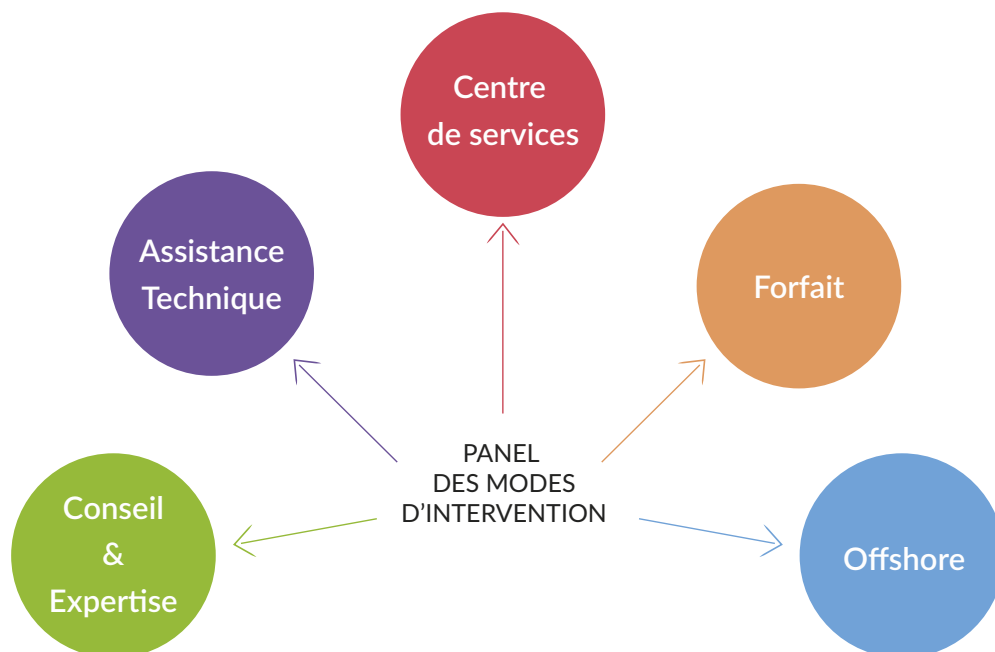 Centre
de services
Assistance
Technique
Forfait
PANEL
DES MODES
D'INTERVENTION
Conseil
&
Expertise
Offshore